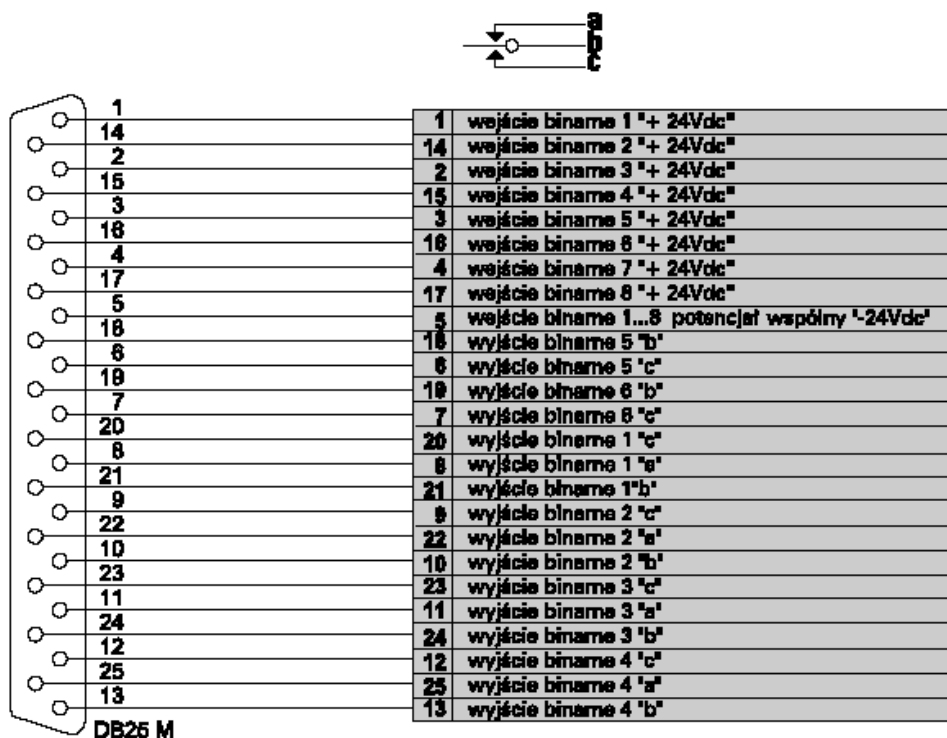 a
b
c
1
14
2
15
3
16
4
17
5
18
6
19
7
20
8
21
9
22
10
23
11
24
12
25
13
DB25 M
1 wejście binarne 1 "+ 24Vdc"
14 wejście binarne 2 "+ 24Vdc"
2 wejście binarne 3 "+ 24Vdc"
15 wejście binarne 4 "+ 24Vdc"
3 wejście binarne 5 "+ 24Vdc"
16 wejście binarne 6 "+ 24Vdc"
4 wejście binarne 7 "+ 24Vdc"
17 wejście binarne 8 "+ 24Vdc"
5 wejście binarne 1...8 potencjał wspólny "-24Vdc"
18 wyjście binarne 5 "b"
6 wyjście binarne 5 "c"
19 wyjście binarne 6 "b"
7 wyjście binarne 6 "c"
20 wyjście binarne 1 "c"
8 wyjście binarne 1 "a"
21 wyjście binarne 1"b"
9 wyjście binarne 2 "c"
22 wyjście binarne 2 "a"
10 wyjście binarne 2 "b"
23 wyjście binarne 3 "c"
11 wyjście binarne 3 "a"
24 wyjście binarne 3 "b"
12 wyjście binarne 4 "c"
25 wyjście binarne 4 "a"
13 wyjście binarne 4 "b"